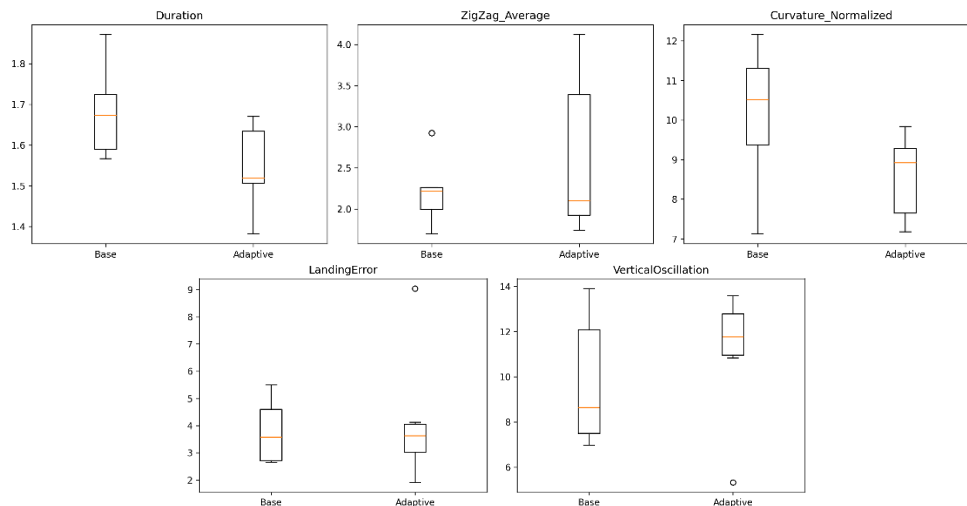 Duration
1.8
1.7
1.6
1.5
1.4
Base Adaptive
ZigZag_Average
4.0
3.5
3.0
2.5
2.0
Base Adaptive
Curvature_Normalized
12
11
10
9
8
7
Base Adaptive
LandingError
9
8
7
6
5
4
3
2
Base Adaptive
VerticalOscillation
14
12
10
8
6
Base Adaptive